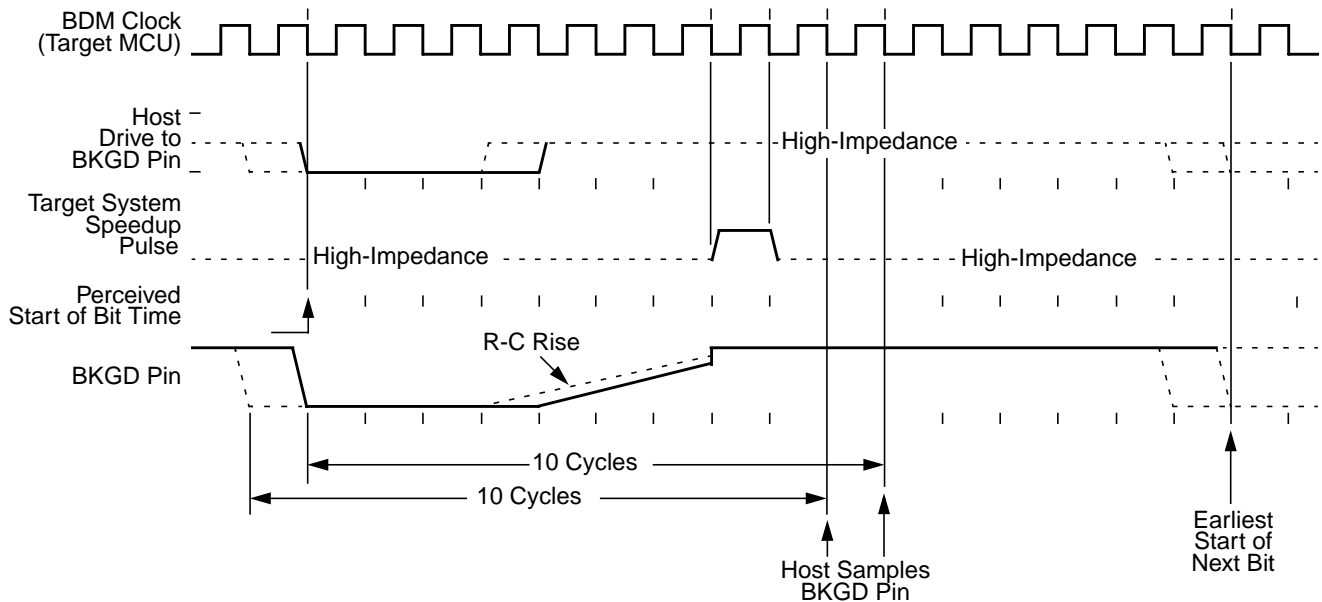 BDM Clock
(Target MCU)
Host
Drive to
BKGD Pin
High-Impedance
Target System
Speedup
Pulse
High-Impedance
High-Impedance
Perceived
Start of Bit Time
R-C Rise
BKGD Pin
10 Cycles
10 Cycles
Host Samples
BKGD Pin
Earliest
Start of
Next Bit